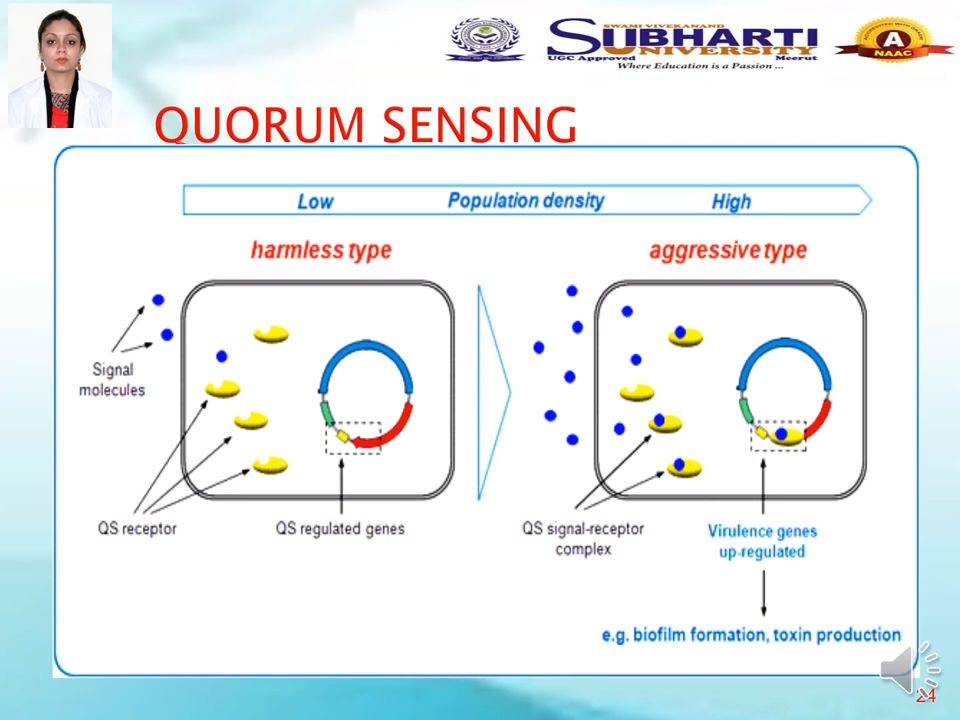 SWAMI VIVEKANAND
SUBHARTI
UNIVERSITY
UGC Approved Meerut
Where Education is a Passion ...
A
NAAC
QUORUM SENSING
Low Population density High
harmless type aggressive type
Signal
molecules
QS receptor QS regulated genes QS signal-receptor
complex
Virulence genes
up-regulated
e.g. biofilm formation, toxin production
24